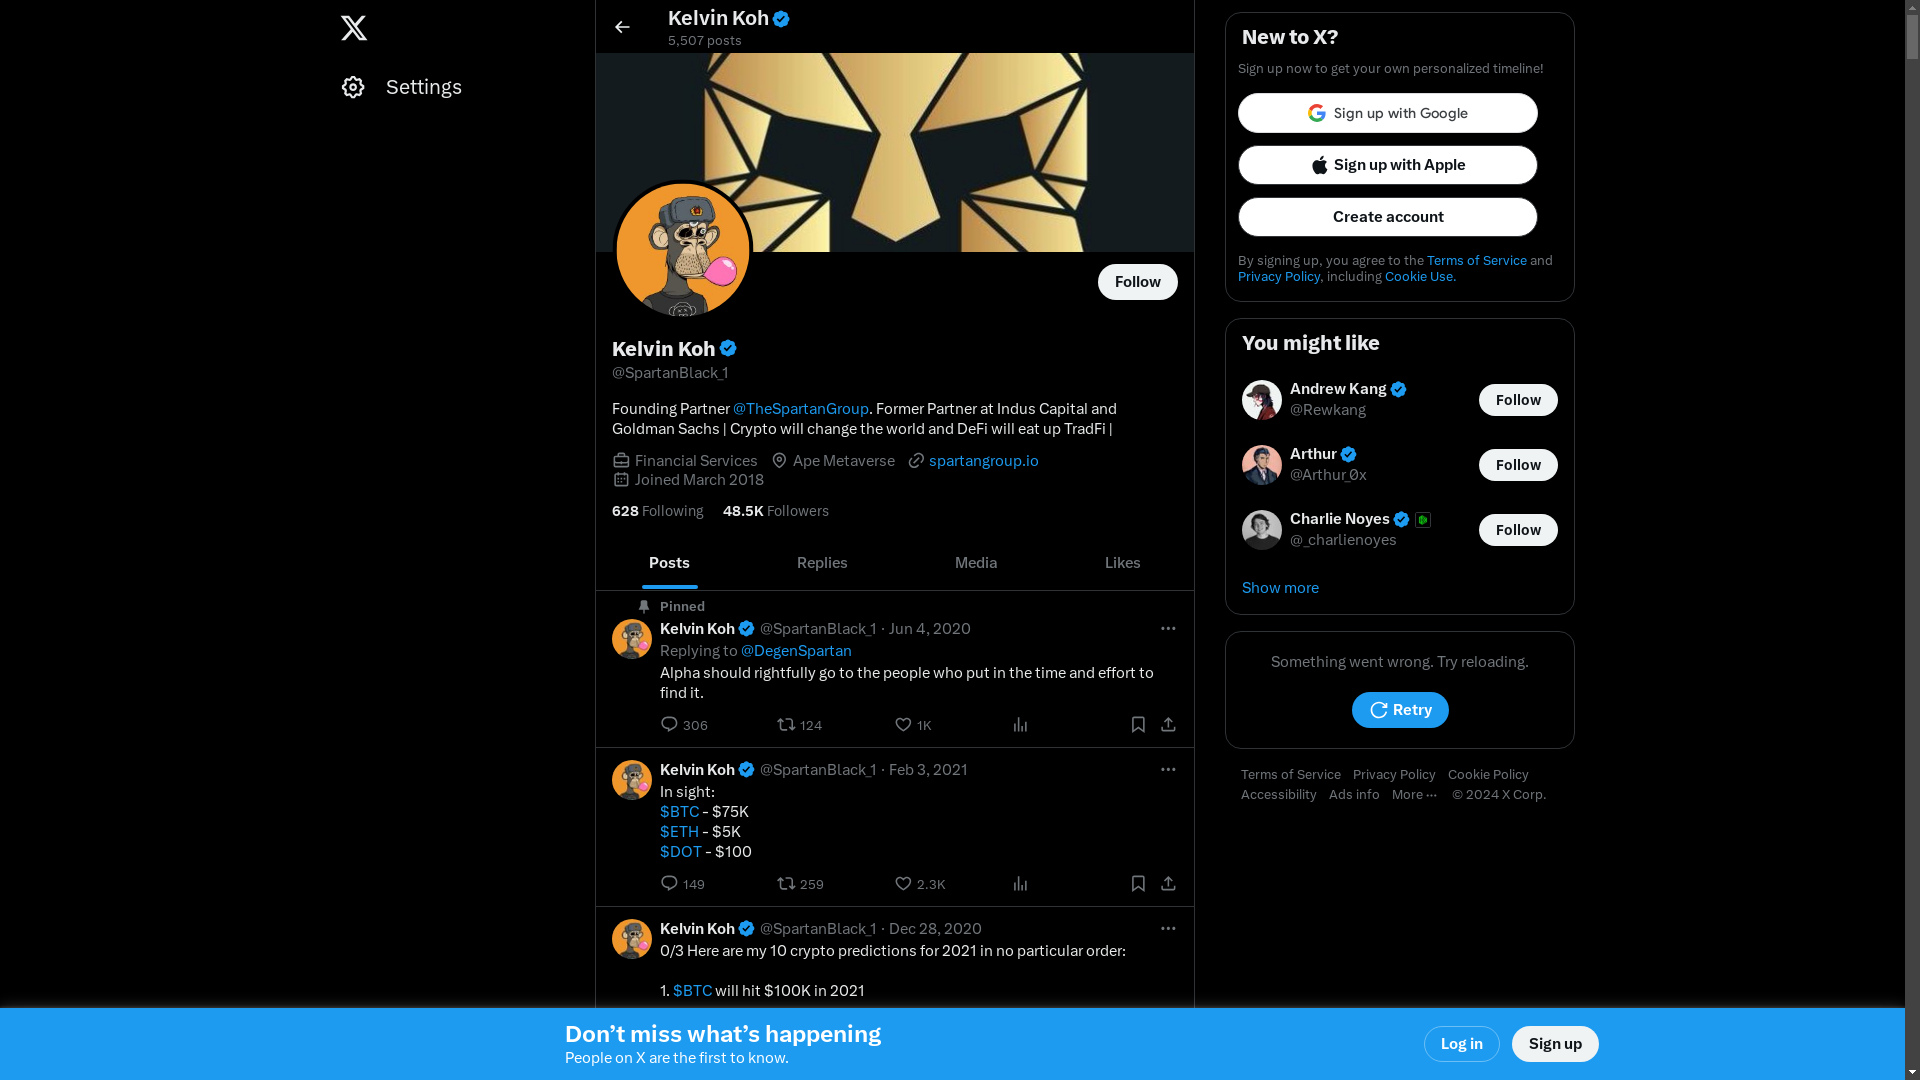 Settings
Kelvin Koh
5,507 posts
Follow
Kelvin Koh
@SpartanBlack_1
Founding Partner @TheSpartanGroup. Former Partner at Indus Capital and
Goldman Sachs | Crypto will change the world and DeFi will eat up TradFi |
Financial Services Ape Metaverse spartangroup.io
Joined March 2018
628 Following 48.5K Followers
Posts Replies Media Likes
Pinned
Kelvin Koh @SpartanBlack_1 · Jun 4, 2020
Replying to @DegenSpartan
Alpha should rightfully go to the people who put in the time and effort to
find it.
306 124 1K
Kelvin Koh @SpartanBlack_1 · Feb 3, 2021
In sight:
$BTC - $75K
$ETH - $5K
$DOT - $100
149 259 2.3K
Kelvin Koh @SpartanBlack_1 · Dec 28, 2020
0/3 Here are my 10 crypto predictions for 2021 in no particular order:
1. $BTC will hit $100K in 2021
New to X?
Sign up now to get your own personalized timeline!
Sign up with Google
Sign up with Apple
Create account
By signing up, you agree to the Terms of Service and
Privacy Policy, including Cookie Use.
You might like
Andrew Kang
@Rewkang
Follow
Arthur
@Arthur_0x
Follow
Charlie Noyes
@_charlienoyes
Follow
Show more
Something went wrong. Try reloading.
Retry
Terms of Service Privacy Policy Cookie Policy
Accessibility Ads info More ··· © 2024 X Corp.
Don’t miss what’s happening
People on X are the first to know.
Log in Sign up